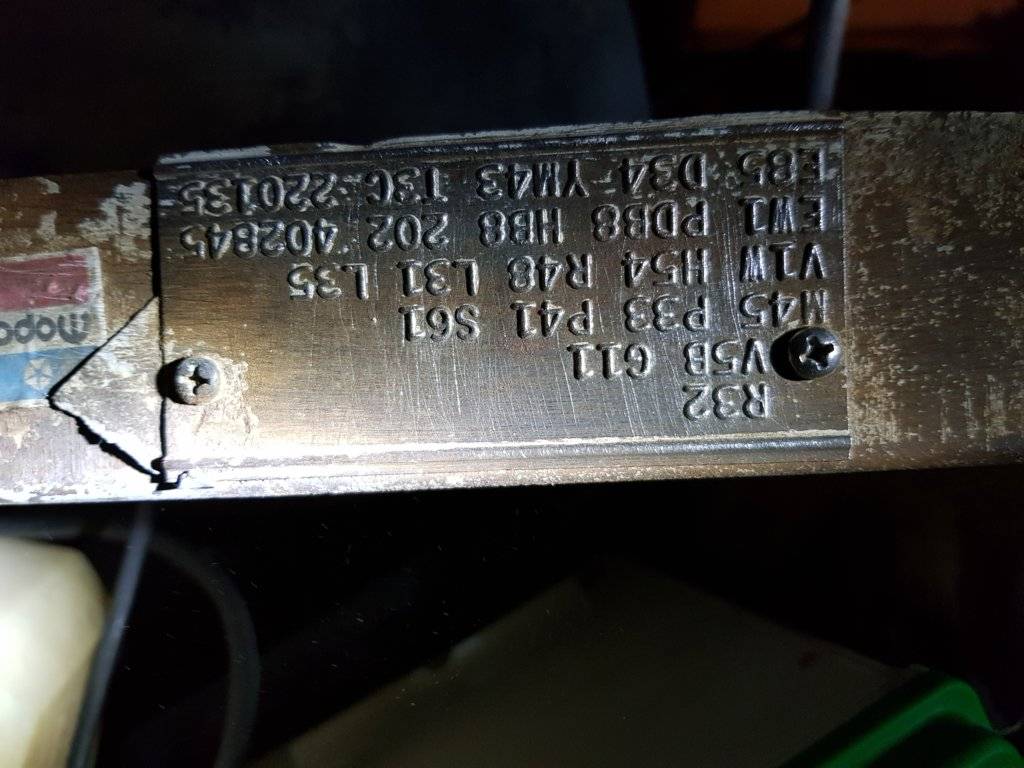 R32
V5B G11
M45 P33 P41 S61
V1W H54 R48 L31 L35
EW1 PDB8 HB8 202 402845
E85 D34 YM43 T3C 220135